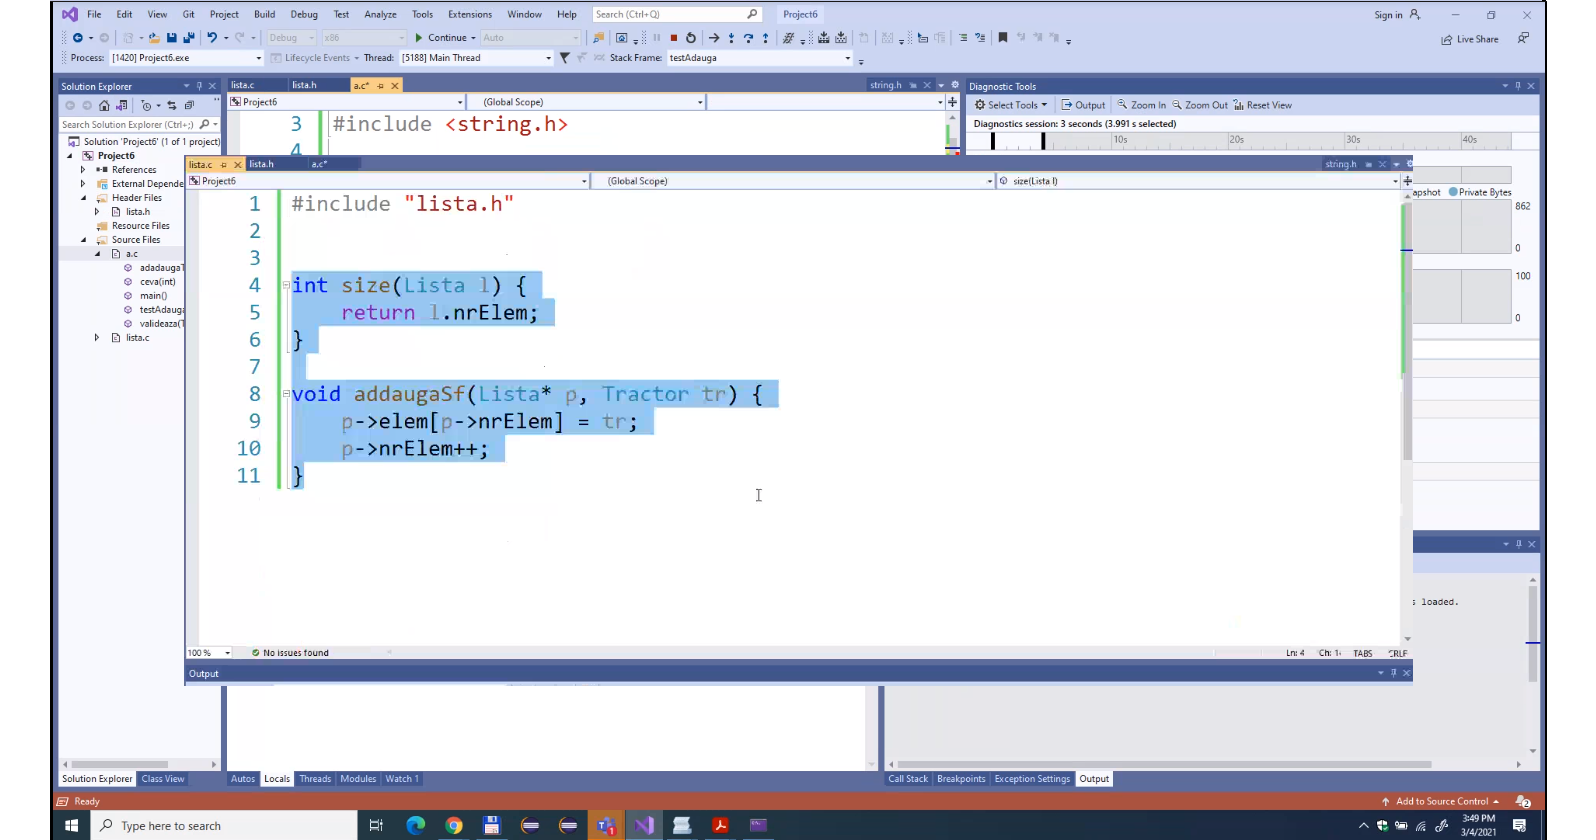 File Edit View Git Project Build Debug Test Analyze Tools Extensions Window Help Search (Ctrl+Q) Project6 Sign in
Debug x86 Continue Auto Live Share
Process: [1420] Project6.exe Lifecycle Events Thread: [5188] Main Thread Stack Frame: testAdauga
Solution Explorer lista.c lista.h a.c* string.h Diagnostic Tools
Project6 (Global Scope) Select Tools Output Zoom In Zoom Out Reset View
Search Solution Explorer (Ctrl+;) 3 #include <string.h> Diagnostics session: 3 seconds (3.991 s selected)
Solution 'Project6' (1 of 1 project) 4 10s 20s 30s 40s
Project6
References
External Depende
Header Files
lista.h
Resource Files
Source Files
a.c
adadaugaT
ceva(int)
main()
testAdauga
valideaza(T
lista.c
lista.c lista.h a.c* string.h
Project6 (Global Scope) size(Lista l)
apshot Private Bytes
862
0
100
0
1 #include "lista.h"
2
3
4 int size(Lista l) {
5 return l.nrElem;
6 }
7
8 void addaugaSf(Lista* p, Tractor tr) {
9 p->elem[p->nrElem] = tr;
10 p->nrElem++;
11 }
s loaded.
100 % No issues found Ln: 4 TABS CRLF
Output
Solution Explorer Class View Autos Locals Threads Modules Watch 1 Call Stack Breakpoints Exception Settings Output
Ready Add to Source Control 2
Type here to search 3:49 PM
3/4/2021